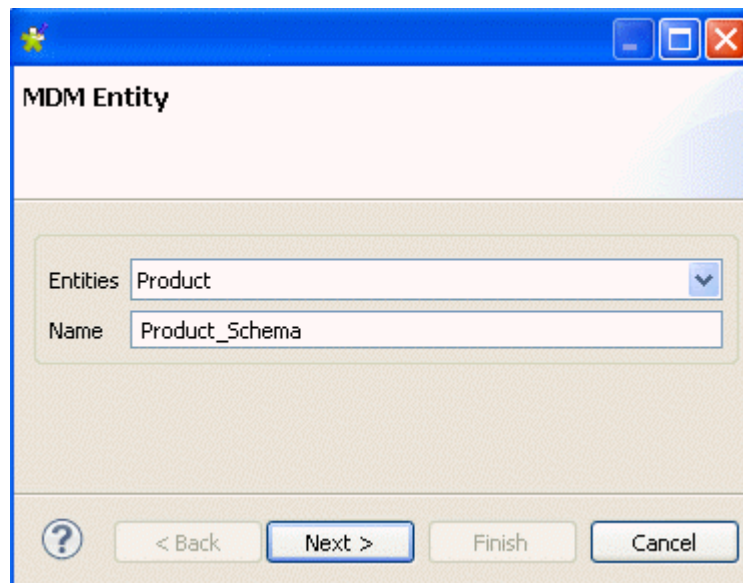 MDM Entity
Entities Product
Name Product_Schema
? < Back Next > Finish Cancel